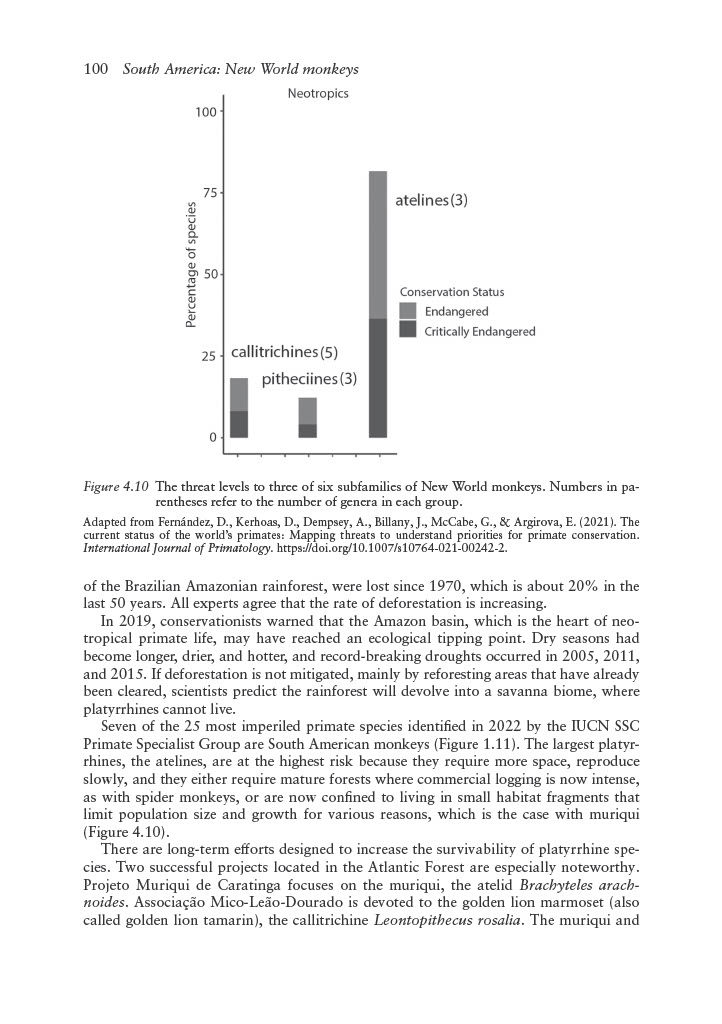 100 South America: New World monkeys
Neotropics
100
75
50
25
0
Percentage of species
atelines(3)
callitrichines(5)
pitheciines(3)
Conservation Status
Endangered
Critically Endangered
Figure 4.10 The threat levels to three of six subfamilies of New World monkeys. Numbers in pa-
rentheses refer to the number of genera in each group.
Adapted from Fernández, D., Kerhoas, D., Dempsey, A., Billany, J., McCabe, G., & Argirova, E. (2021). The
current status of the world's primates: Mapping threats to understand priorities for primate conservation.
International Journal of Primatology. https://doi.org/10.1007/s10764-021-00242-2.
of the Brazilian Amazonian rainforest, were lost since 1970, which is about 20% in the
last 50 years. All experts agree that the rate of deforestation is increasing.
In 2019, conservationists warned that the Amazon basin, which is the heart of neo-
tropical primate life, may have reached an ecological tipping point. Dry seasons had
become longer, drier, and hotter, and record-breaking droughts occurred in 2005, 2011,
and 2015. If deforestation is not mitigated, mainly by reforesting areas that have already
been cleared, scientists predict the rainforest will devolve into a savanna biome, where
platyrrhines cannot live.
Seven of the 25 most imperiled primate species identified in 2022 by the IUCN SSC
Primate Specialist Group are South American monkeys (Figure 1.11). The largest platyr-
rhines, the atelines, are at the highest risk because they require more space, reproduce
slowly, and they either require mature forests where commercial logging is now intense,
as with spider monkeys, or are now confined to living in small habitat fragments that
limit population size and growth for various reasons, which is the case with muriqui
(Figure 4.10).
There are long-term efforts designed to increase the survivability of platyrrhine spe-
cies. Two successful projects located in the Atlantic Forest are especially noteworthy.
Projeto Muriqui de Caratinga focuses on the muriqui, the atelid Brachyteles arach-
noides. Associação Mico-Leão-Dourado is devoted to the golden lion marmoset (also
called golden lion tamarin), the callitrichine Leontopithecus rosalia. The muriqui and